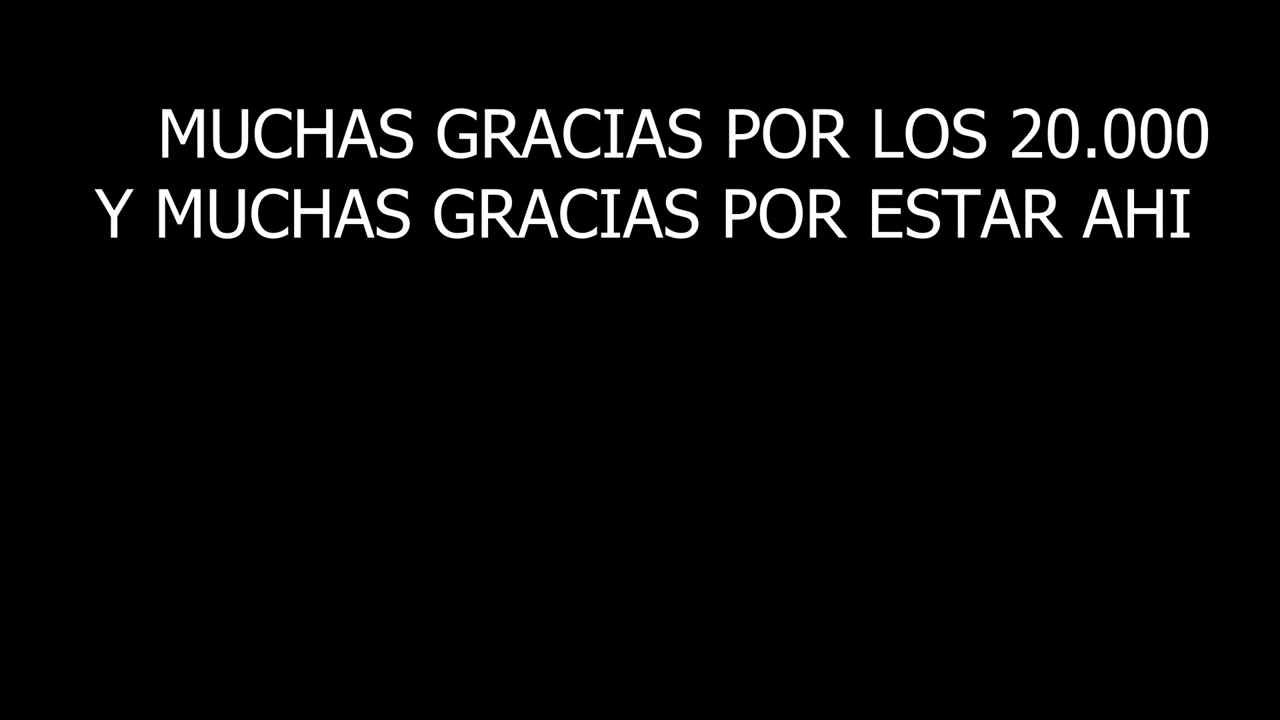 MUCHAS GRACIAS POR LOS 20.000
Y MUCHAS GRACIAS POR ESTAR AHI